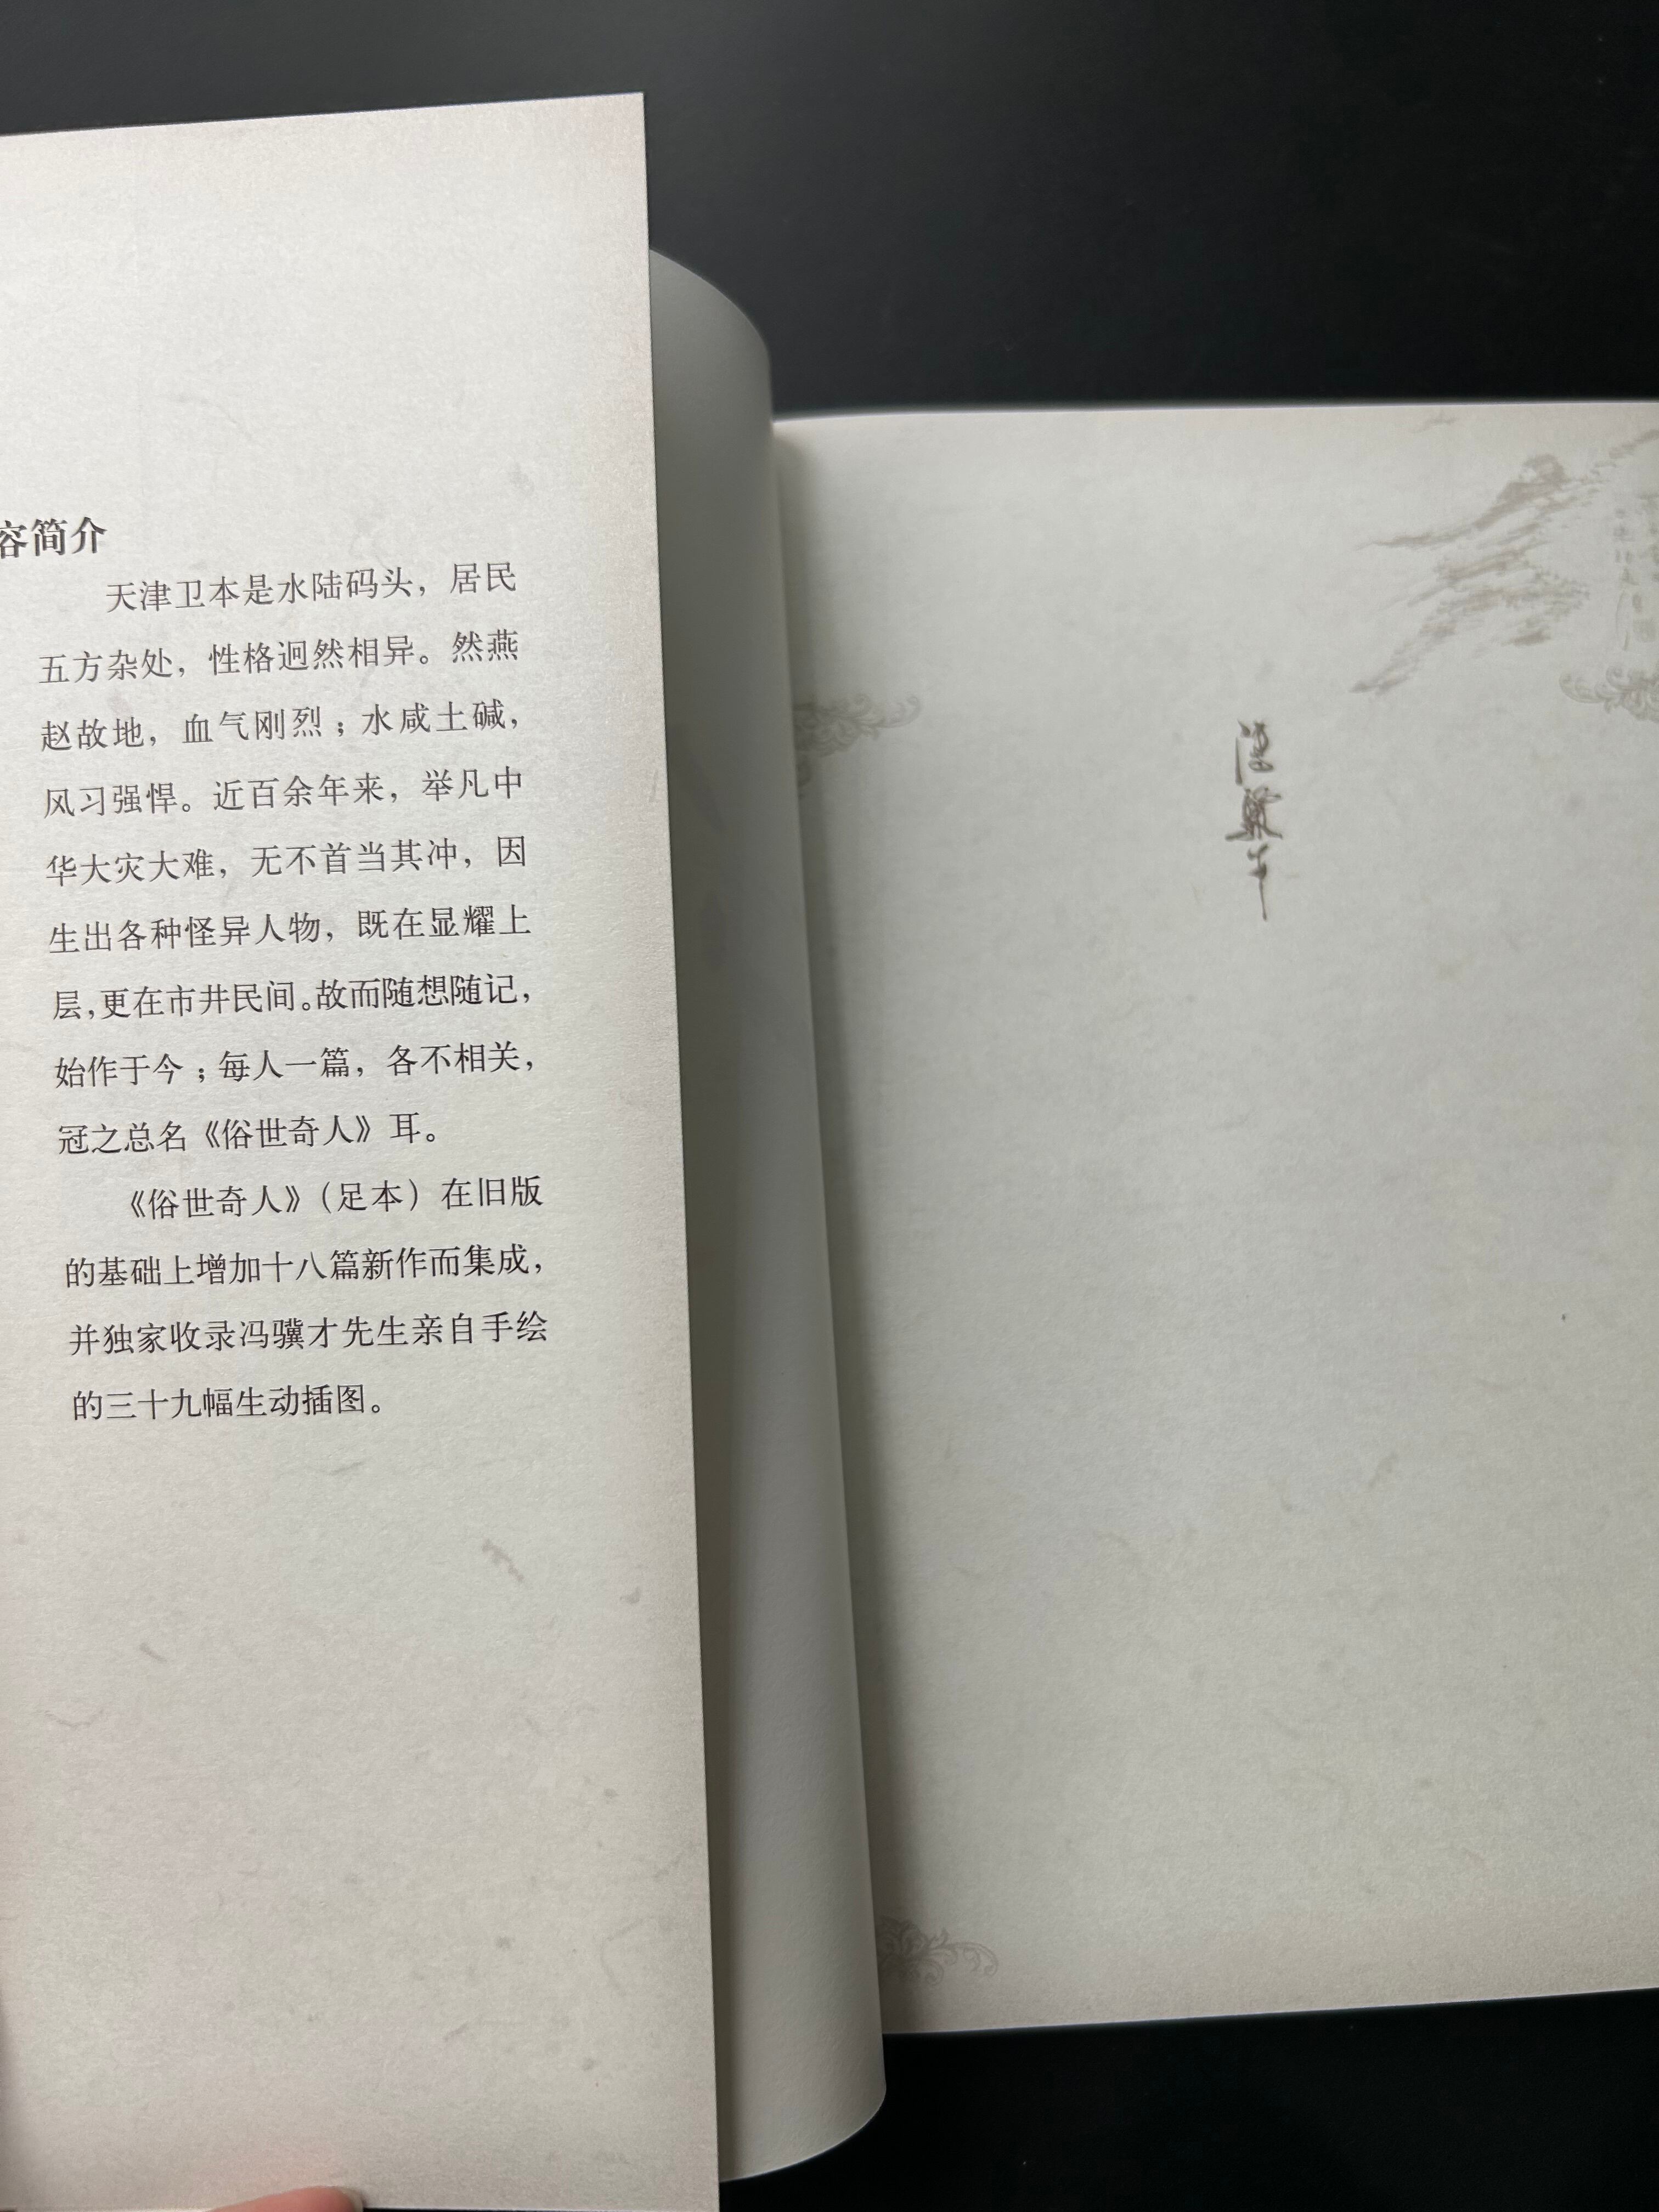 容简介
天津卫本是水陆码头，居民
五方杂处，性格迥然相异。然燕
赵故地，血气刚烈；水咸土碱，
风习强悍。近百余年来，举凡中
华大灾大难，无不首当其冲，因
生出各种怪异人物，既在显耀上
层，更在市井民间。故而随想随记，
始作于今；每人一篇，各不相关，
冠之总名《俗世奇人》耳。
《俗世奇人》（足本）在旧版
的基础上增加十八篇新作而集成，
并独家收录冯骥才先生亲自手绘
的三十九幅生动插图。